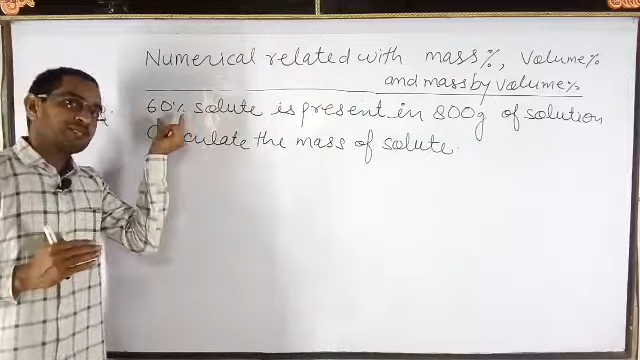 Numerical related with mass%, Volume%
and mass by volume%
Q. 60% solute is present in 800g of solution
Calculate the mass of solute.